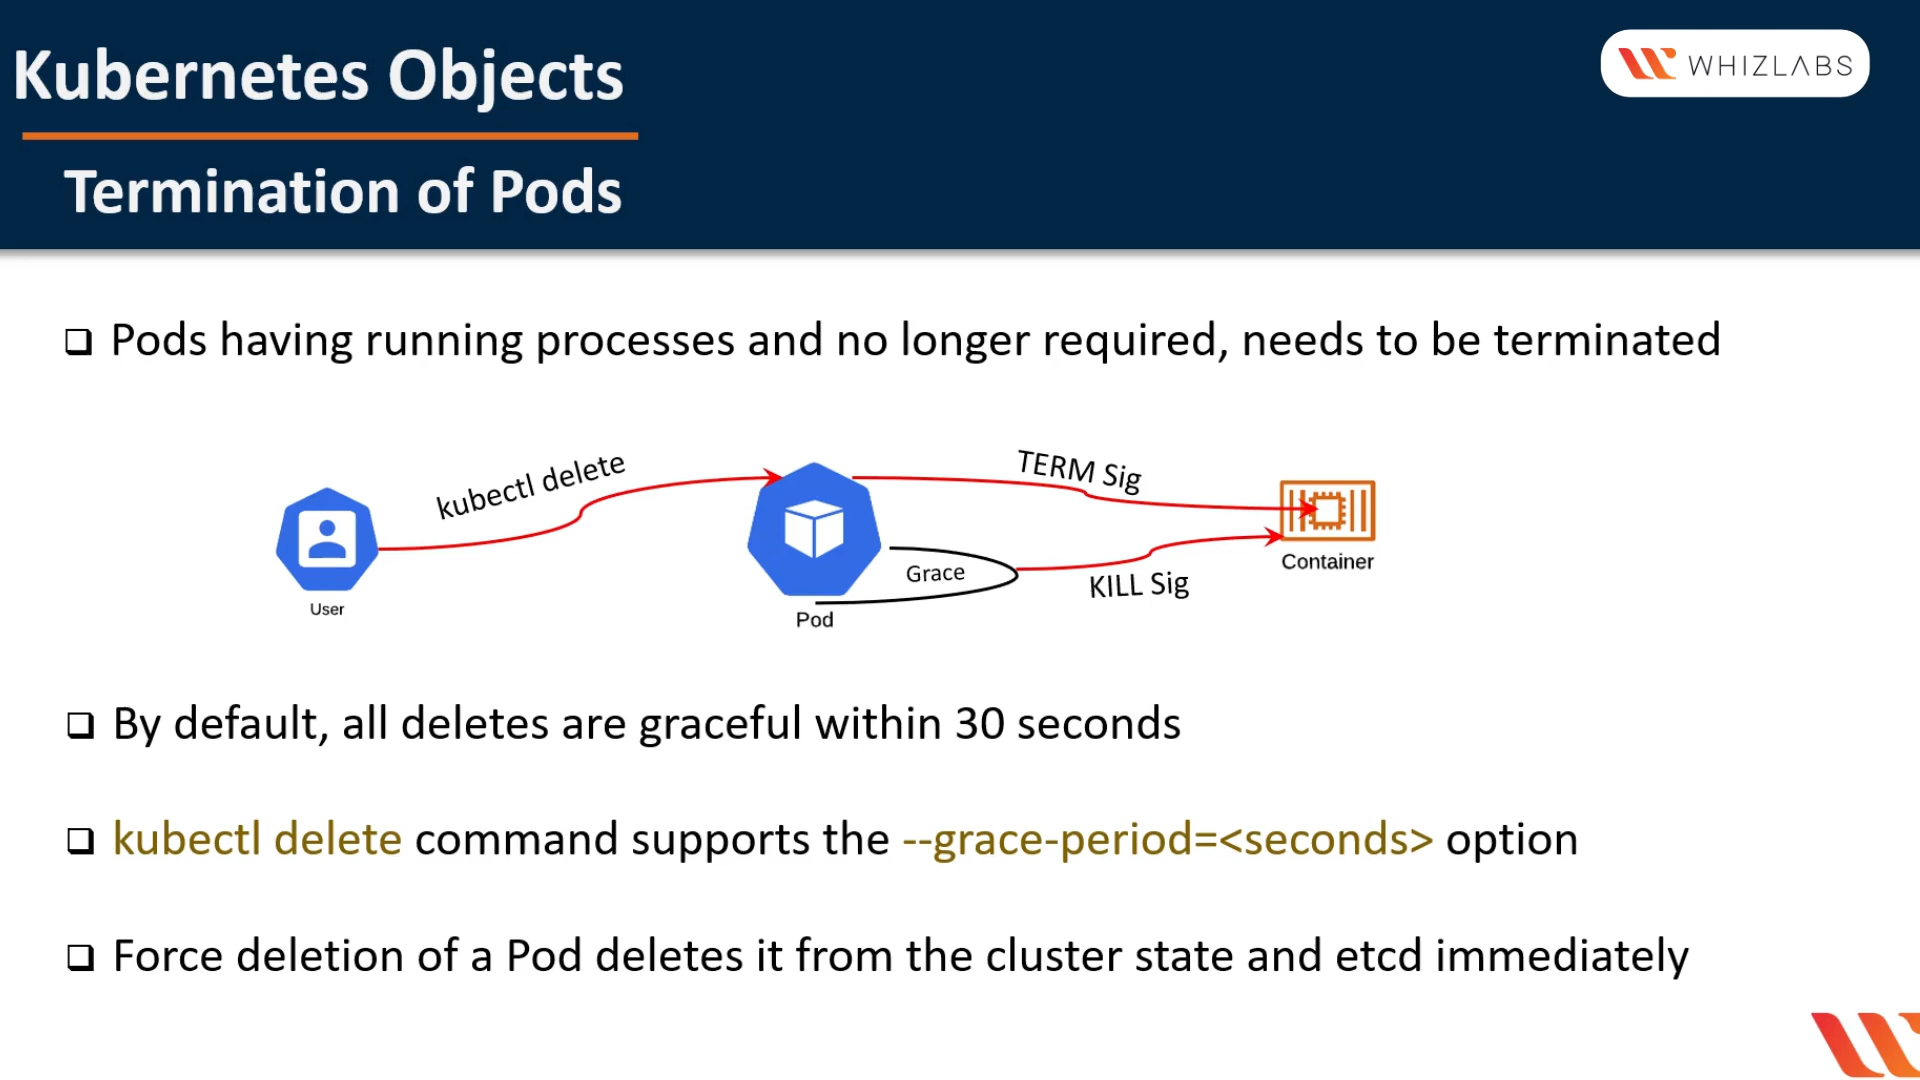 Kubernetes Objects
WHIZLABS
Termination of Pods
Pods having running processes and no longer required, needs to be terminated
kubectl delete
TERM Sig
Grace
KILL Sig
Container
User
Pod
By default, all deletes are graceful within 30 seconds
kubectl delete command supports the --grace-period=<seconds> option
Force deletion of a Pod deletes it from the cluster state and etcd immediately